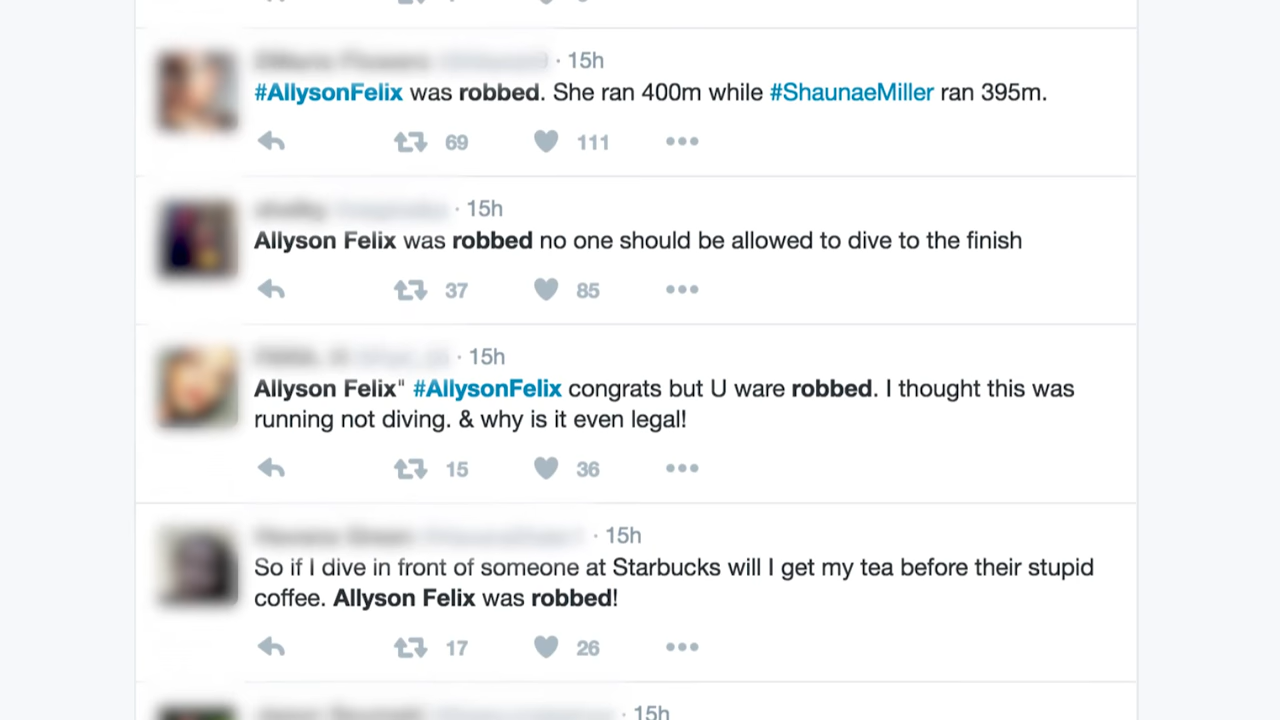 · 15h
#AllysonFelix was robbed. She ran 400m while #ShaunaeMiller ran 395m.
69 111
· 15h
Allyson Felix was robbed no one should be allowed to dive to the finish
37 85
· 15h
Allyson Felix" #AllysonFelix congrats but U ware robbed. I thought this was
running not diving. & why is it even legal!
15 36
· 15h
So if I dive in front of someone at Starbucks will I get my tea before their stupid
coffee. Allyson Felix was robbed!
17 26
· 15h